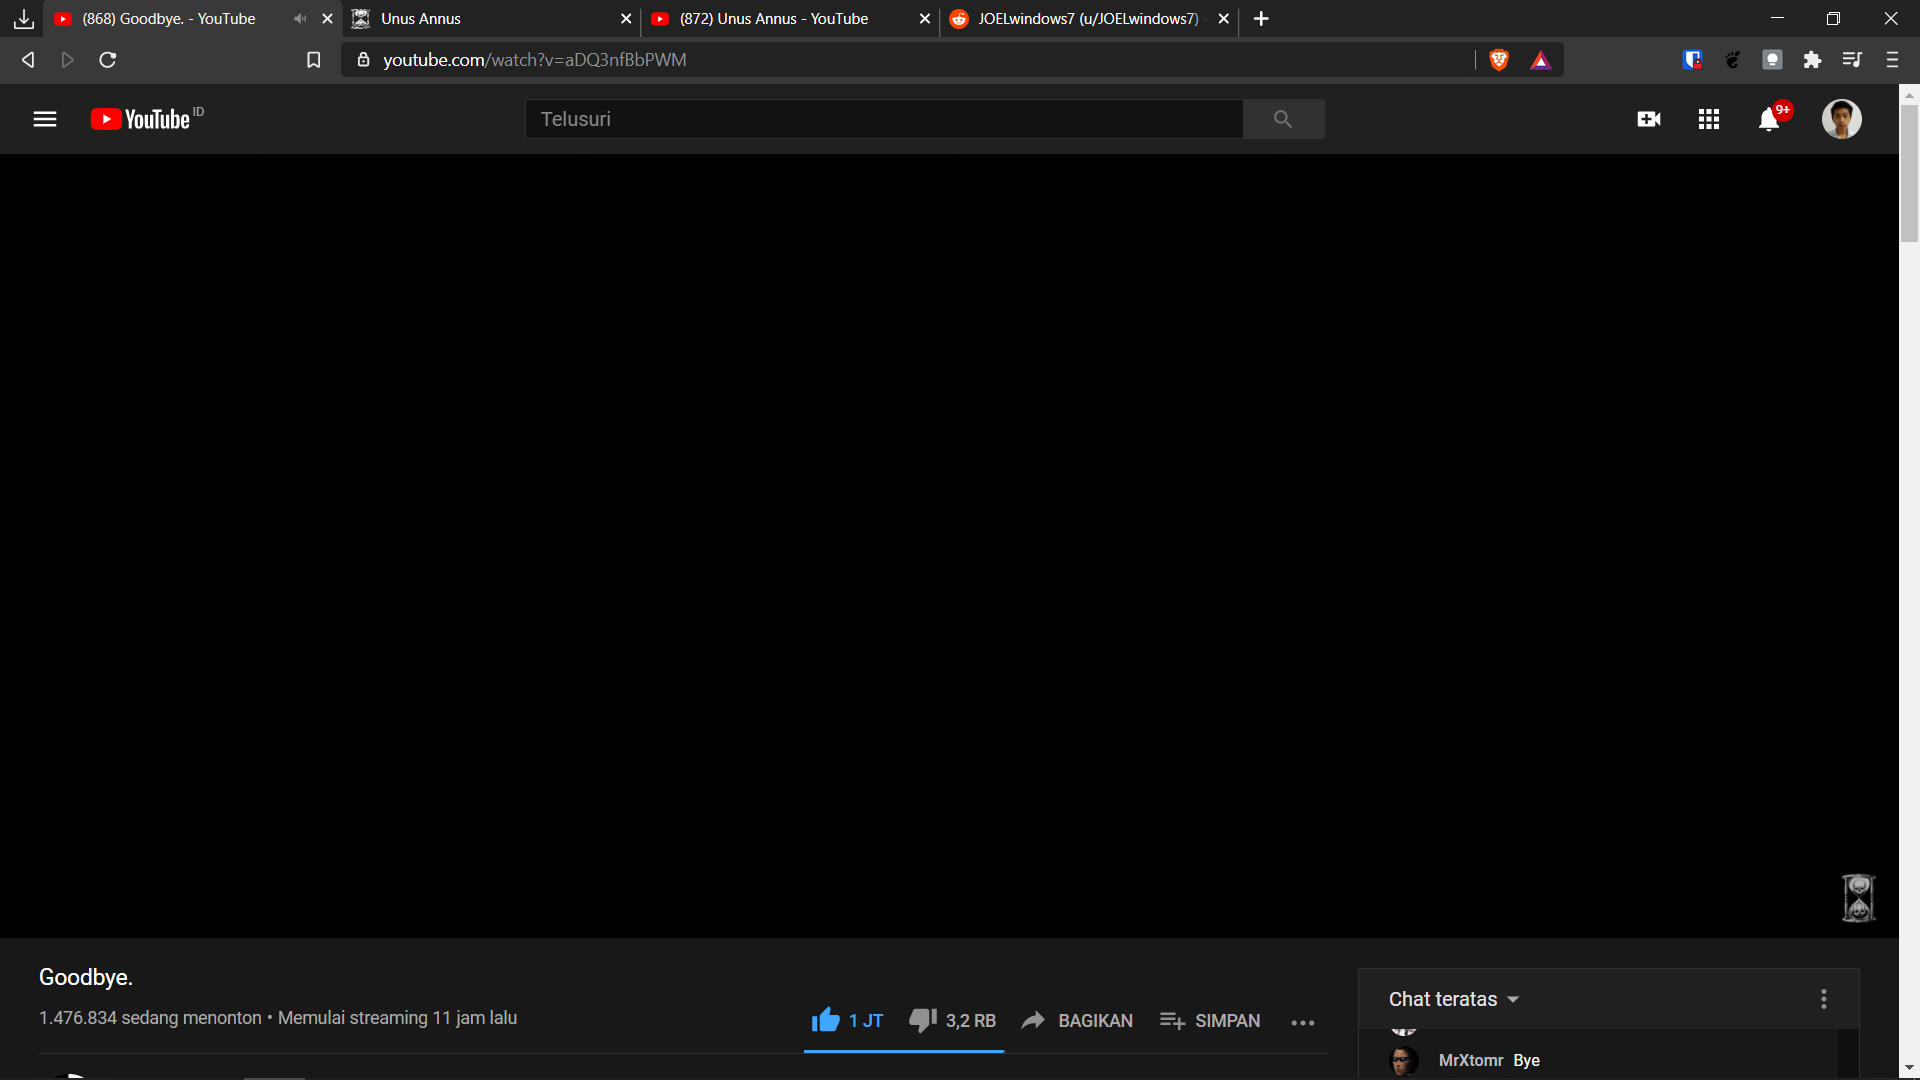 (868) Goodbye. - YouTube
Unus Annus
(872) Unus Annus - YouTube
JOELwindows7 (u/JOELwindows7)
youtube.com/watch?v=aDQ3nfBbPWM
YouTube ID
Telusuri
9+
Goodbye.
1.476.834 sedang menonton • Memulai streaming 11 jam lalu
1 JT
3,2 RB
BAGIKAN
SIMPAN
Chat teratas
MrXtomr Bye